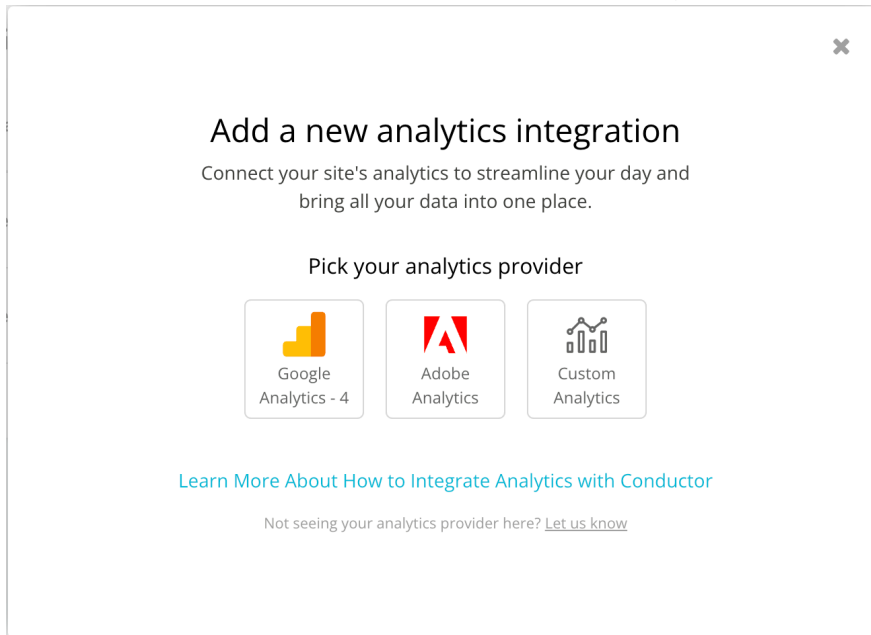 Add a new analytics integration
Connect your site's analytics to streamline your day and
bring all your data into one place.
Pick your analytics provider
Google
Analytics - 4
Adobe
Analytics
Custom
Analytics
Learn More About How to Integrate Analytics with Conductor
Not seeing your analytics provider here? Let us know